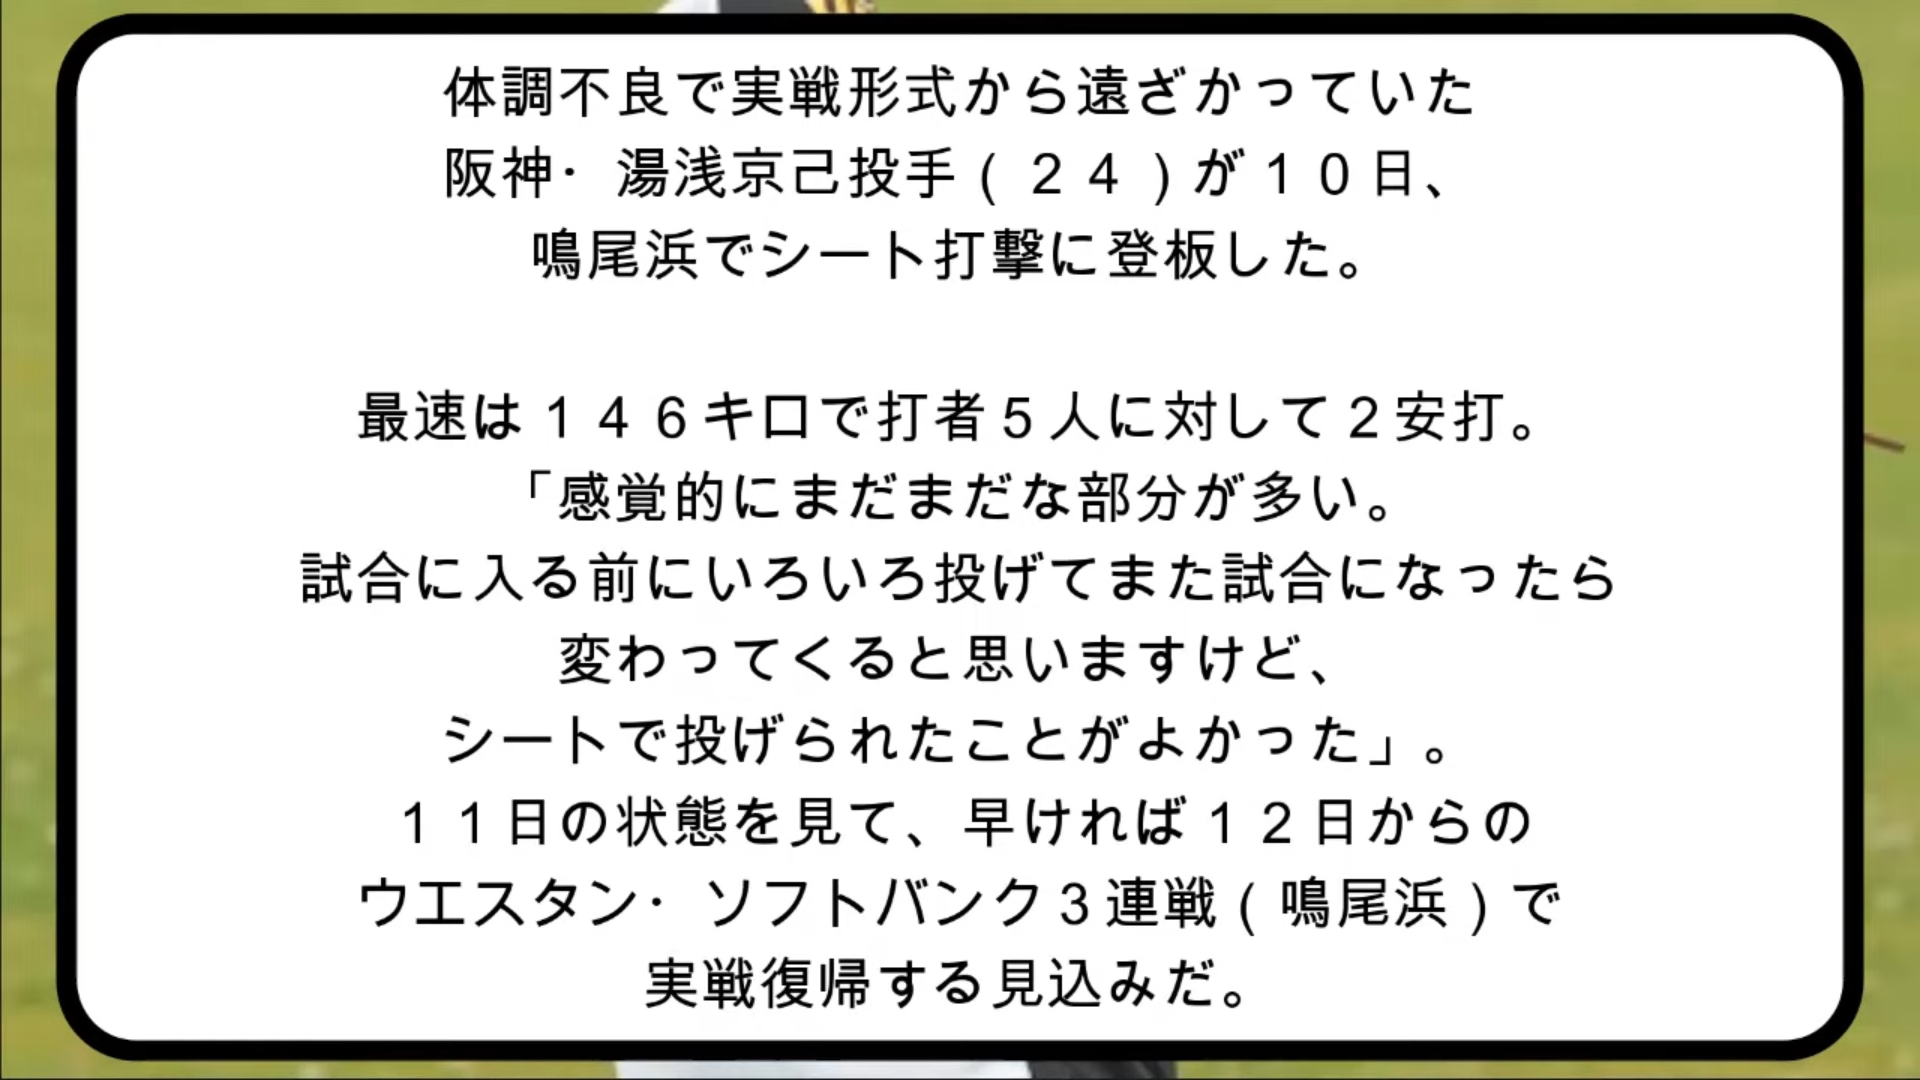 体調不良で実戦形式から遠ざかっていた
阪神・湯浅京己投手（２４）が１０日、
鳴尾浜でシート打撃に登板した。
最速は１４６キロで打者５人に対して２安打。
「感覚的にまだまだな部分が多い。
試合に入る前にいろいろ投げてまた試合になったら
変わってくると思いますけど、
シートで投げられたことがよかった」。
１１日の状態を見て、早ければ１２日からの
ウエスタン・ソフトバンク３連戦（鳴尾浜）で
実戦復帰する見込みだ。